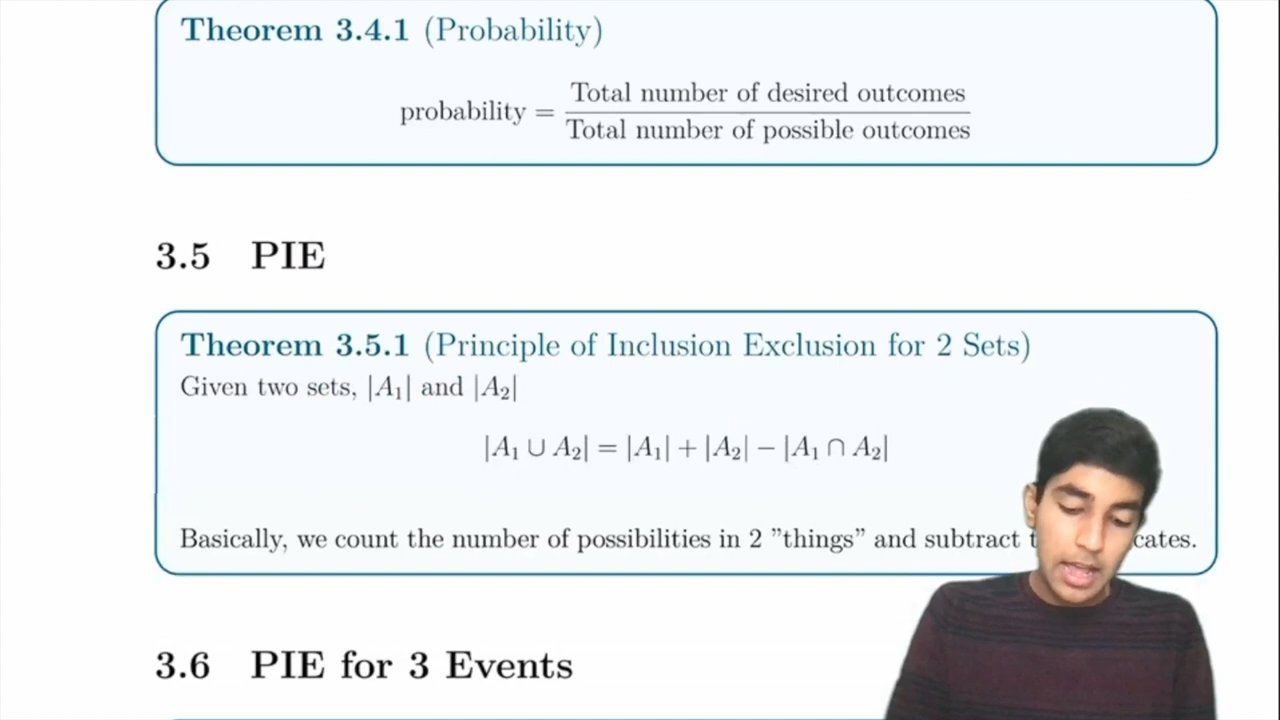 Theorem 3.4.1 (Probability)
probability = Total number of desired outcomes / Total number of possible outcomes
3.5 PIE
Theorem 3.5.1 (Principle of Inclusion Exclusion for 2 Sets)
Given two sets, |A₁| and |A₂|
|A₁ ∪ A₂| = |A₁| + |A₂| − |A₁ ∩ A₂|
Basically, we count the number of possibilities in 2 ”things” and subtract
3.6 PIE for 3 Events